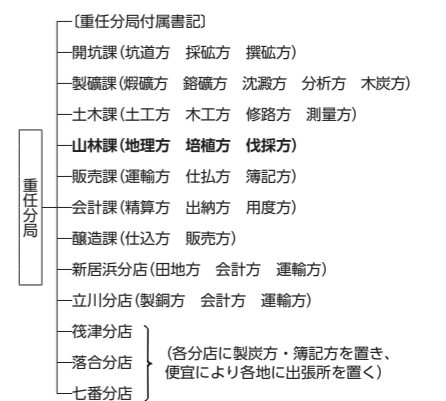 重任分局
〔重任分局付属書記〕
開坑課(坑道方 採砿方 撰砿方)
製礦課(煆礦方 鎔礦方 沈澱方 分析方 木炭方)
土木課(土工方 木工方 修路方 測量方)
山林課(地理方 培植方 伐採方)
販売課(運輸方 仕払方 簿記方)
会計課(精算方 出納方 用度方)
醸造課(仕込方 販売方)
新居浜分店(田地方 会計方 運輸方)
立川分店(製銅方 会計方 運輸方)
筏津分店
落合分店
七番分店
(各分店に製炭方・簿記方を置き、
便宜により各地に出張所を置く)